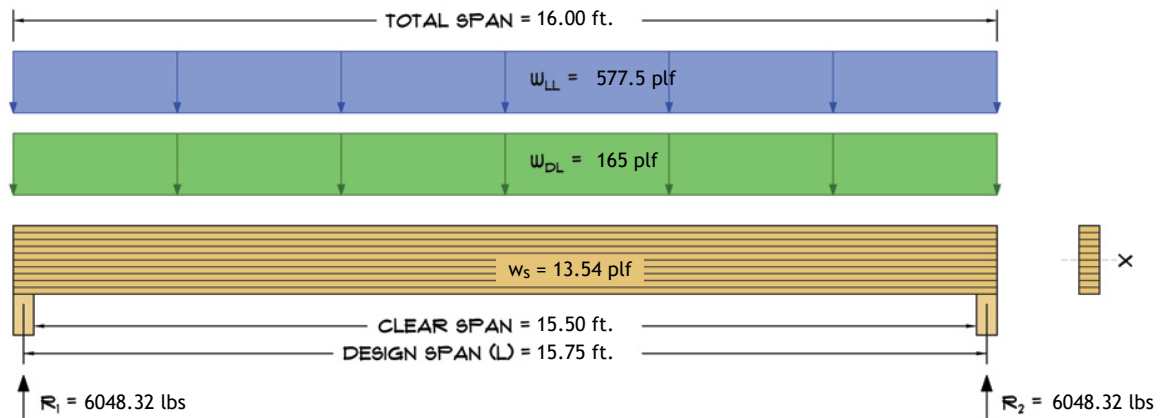 TOTAL SPAN = 16.00 ft.
WLL = 577.5 plf
WDL = 165 plf
ws = 13.54 plf
X
CLEAR SPAN = 15.50 ft.
DESIGN SPAN (L) = 15.75 ft.
R1 = 6048.32 lbs
R2 = 6048.32 lbs